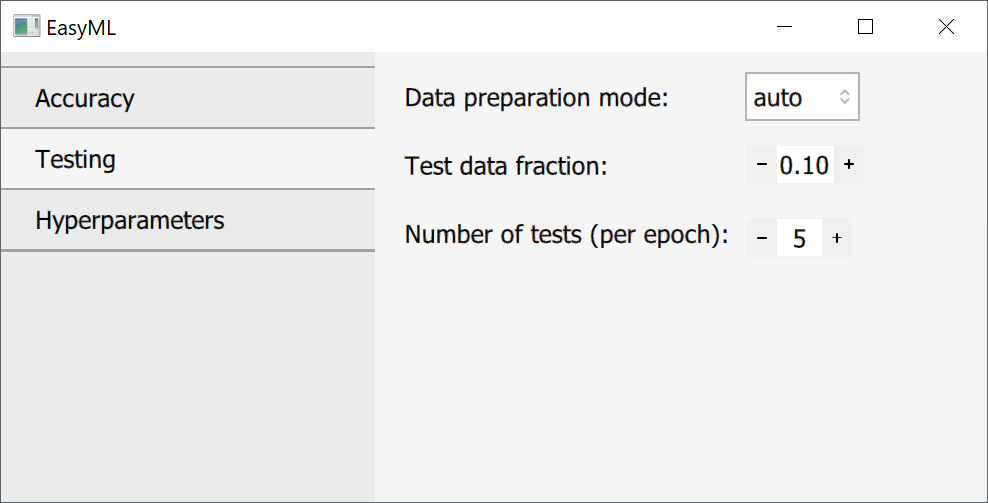 EasyML
Accuracy
Testing
Hyperparameters
Data preparation mode: auto
Test data fraction: - 0.10 +
Number of tests (per epoch): - 5 +